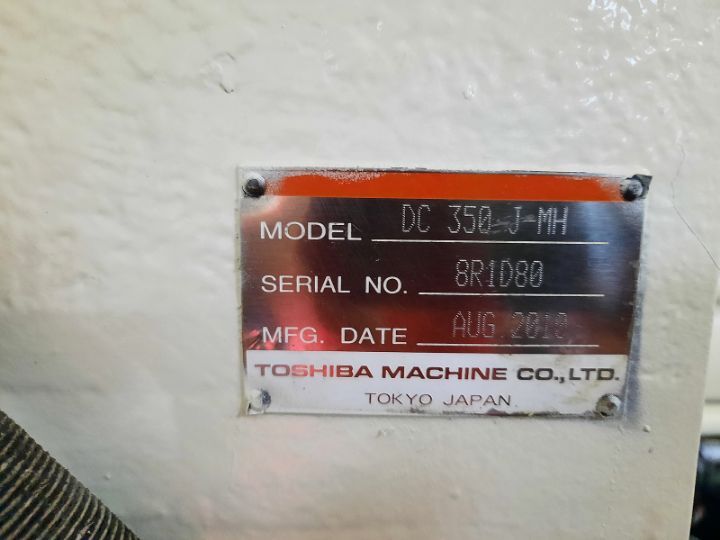 MODEL DC 350 J-MH
SERIAL NO. 8R1D80
MFG. DATE AUG.2010
TOSHIBA MACHINE CO.,LTD.
TOKYO JAPAN.